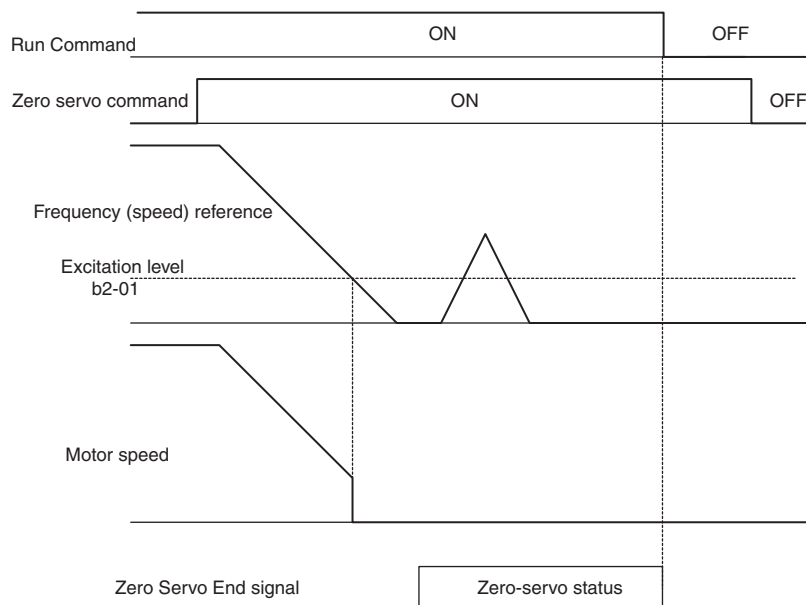 Run Command
ON
OFF
Zero servo command
ON
OFF
Frequency (speed) reference
Excitation level
b2-01
Motor speed
Zero Servo End signal
Zero-servo status